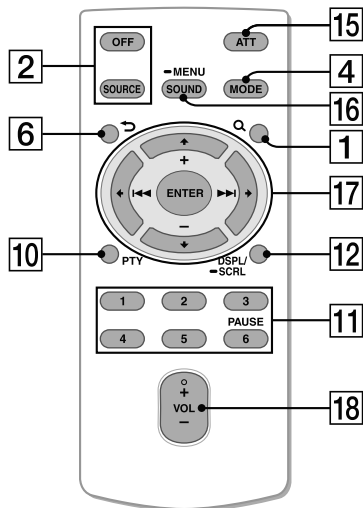 15
OFF
ATT
2
4
MENU
SOURCE
SOUND
MODE
16
6
1
+
ENTER
17
−
10
PTY
DSPL/
SCRL
12
1
2
3
11
PAUSE
4
5
6
+
VOL
18
−